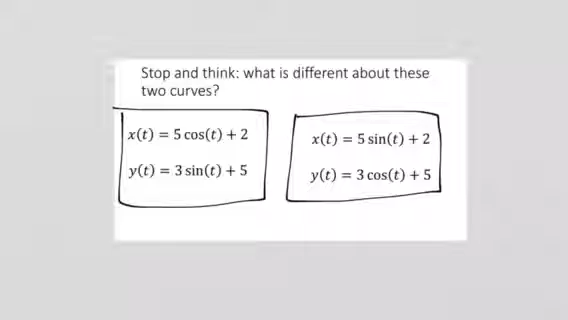 Stop and think: what is different about these
two curves?
x(t) = 5 cos(t) + 2
y(t) = 3 sin(t) + 5
x(t) = 5 sin(t) + 2
y(t) = 3 cos(t) + 5